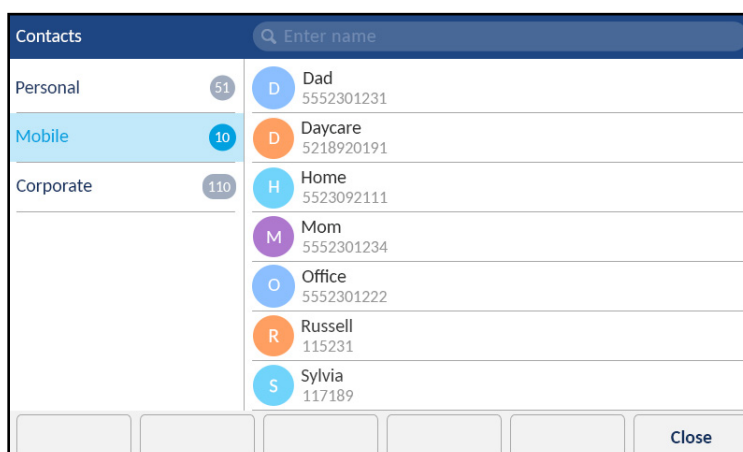 Contacts
Enter name
Personal
51
Mobile
10
Corporate
110
D
Dad
5552301231
D
Daycare
5218920191
H
Home
5523092111
M
Mom
5552301234
O
Office
5552301222
R
Russell
115231
S
Sylvia
117189
Close